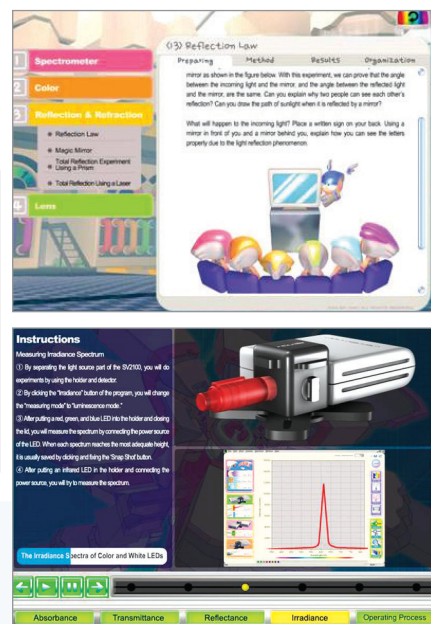 (13) Reflection Law
Preparing Method Results Organization
1 Spectrometer
2 Color
3 Reflection & Refraction
Reflection Law
Magic Mirror
Total Reflection Experiment
Using a Prism
Total Reflection Using a Laser
4 Lens
mirror as shown in the figure below. With this experiment, we can prove that the angle
between the incoming light and the mirror, and the angle between the reflected light
and the mirror, are the same. Can you explain why two people can see each other's
reflection? Can you draw the path of sunlight when it is reflected by a mirror?
What will happen to the incoming light? Place a written sign on your back. Using a
mirror in front of you and a mirror behind you, explain how you can see the letters
properly due to the light reflection phenomenon.
Instructions
Measuring Irradiance Spectrum
① By separating the light source part of the SV2100, you will do
experiments by using the holder and detector.
② By clicking the "Irradiance" button of the program, you will change
the "measuring mode" to "luminescence mode."
③ After putting a red, green, and blue LED into the holder and closing
the lid, you will measure the spectrum by connecting the power source
of the LED. When each spectrum reaches the most adequate height,
it is usually saved by clicking and fixing the 'Snap Shot' button.
④ After putting an infrared LED in the holder and connecting the
power source, you will try to measure the spectrum.
The Irradiance Spectra of Color and White LEDs
Absorbance Transmittance Reflectance Irradiance Operating Process